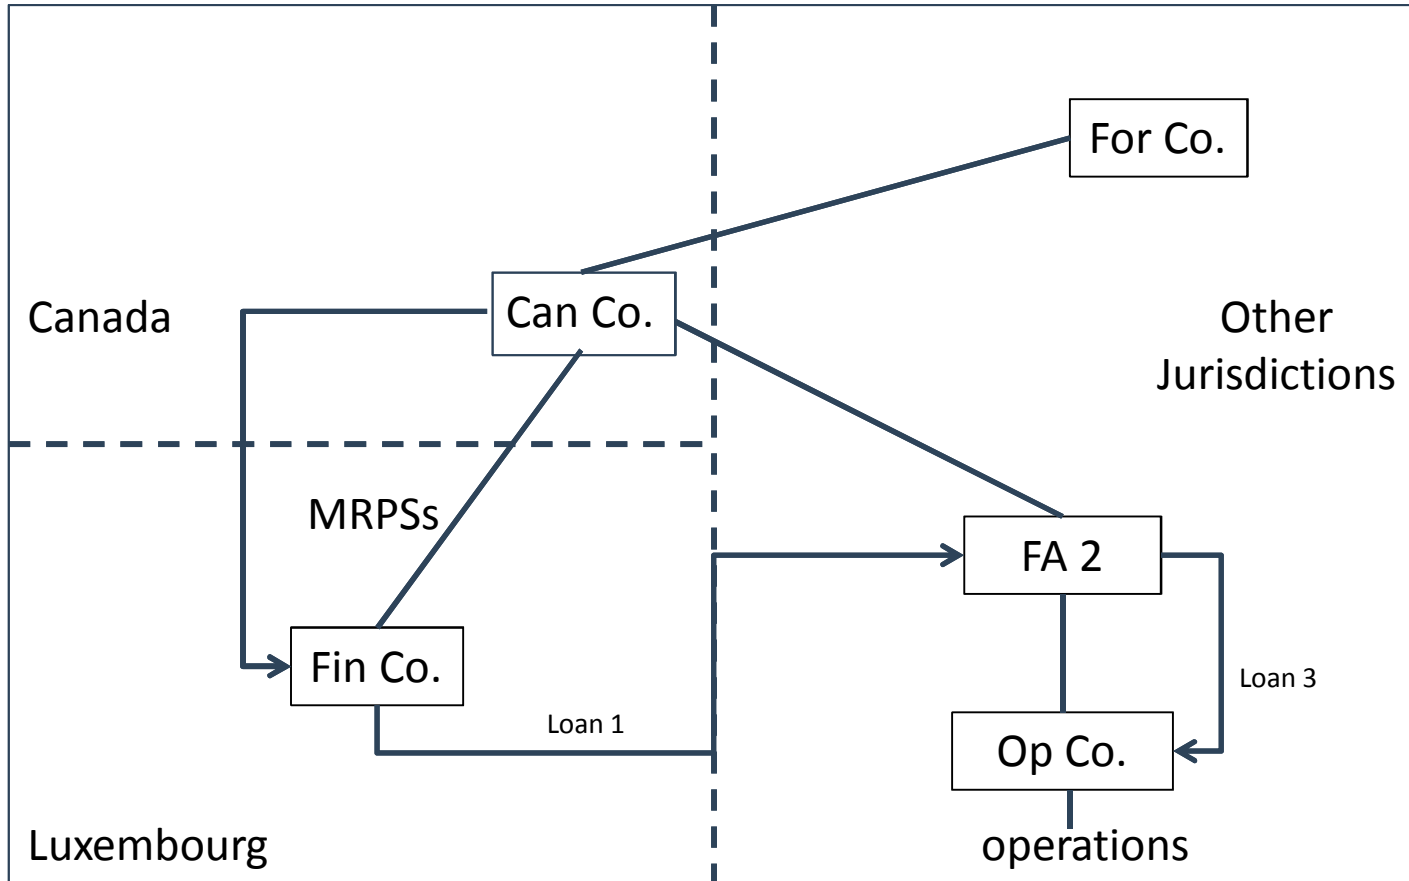 For Co.
Can Co.
Canada
Other
Jurisdictions
MRPSs
FA 2
Fin Co.
Loan 3
Loan 1
Op Co.
Luxembourg
operations